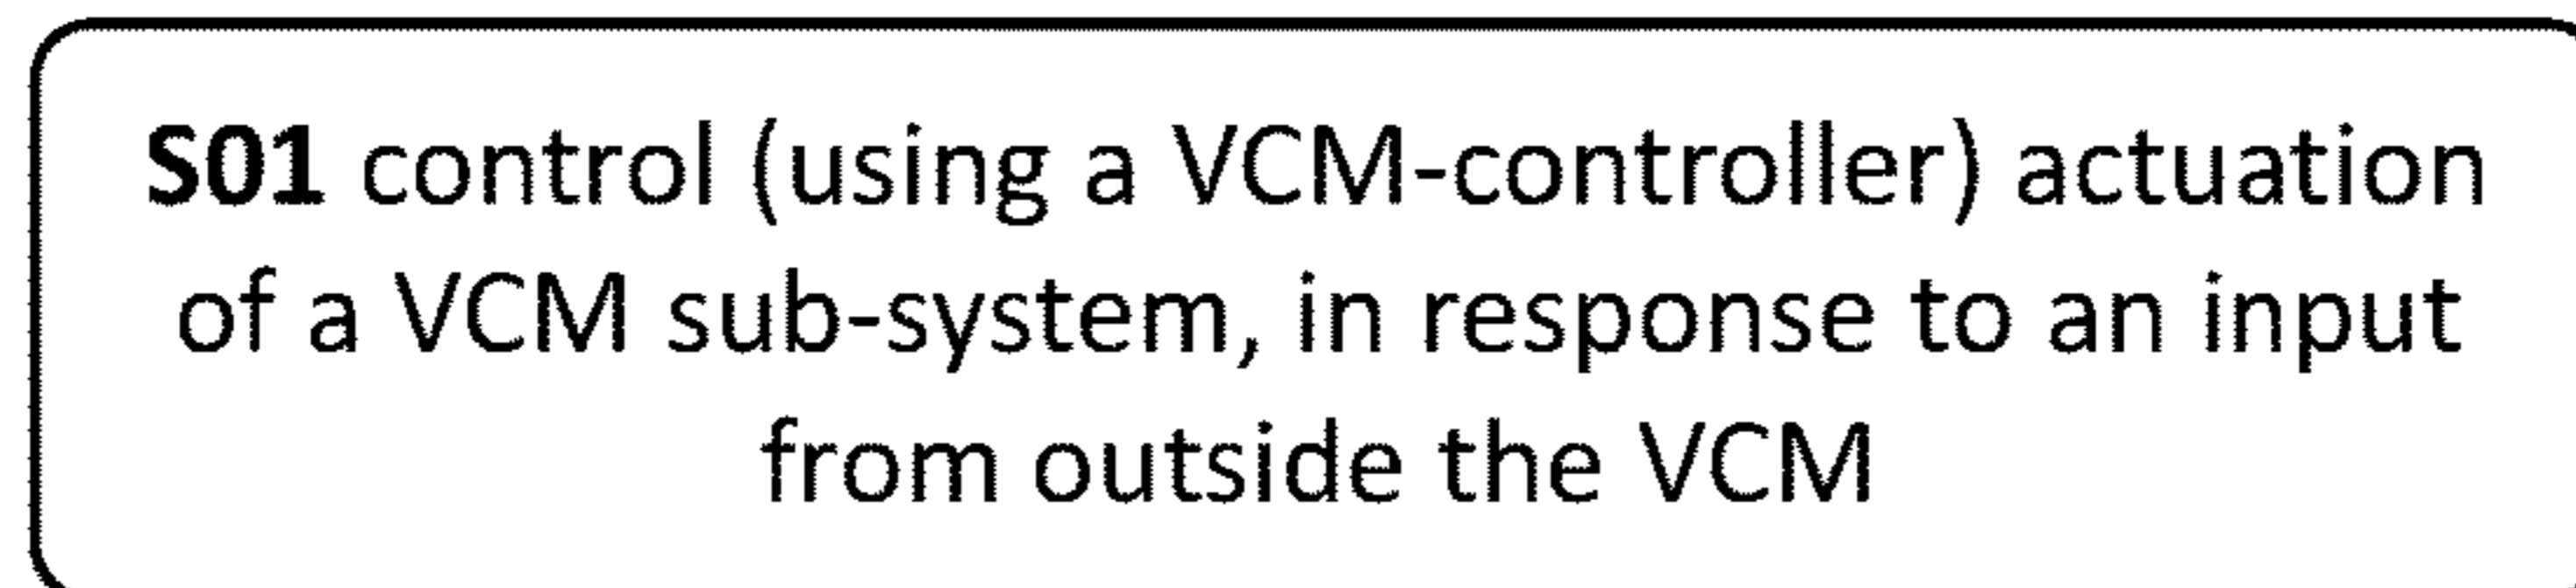 S01 control (using a VCM-controller) actuation
of a VCM sub-system, in response to an input
from outside the VCM